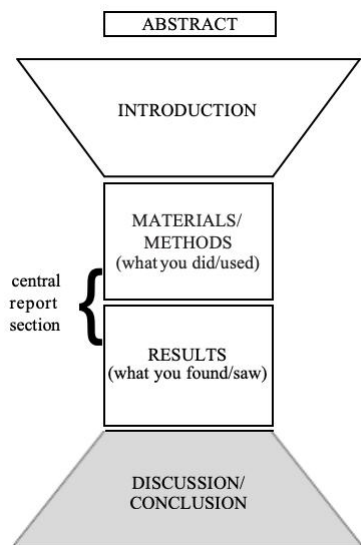 ABSTRACT
INTRODUCTION
MATERIALS/
METHODS
(what you did/used)
central
report
section
RESULTS
(what you found/saw)
DISCUSSION/
CONCLUSION